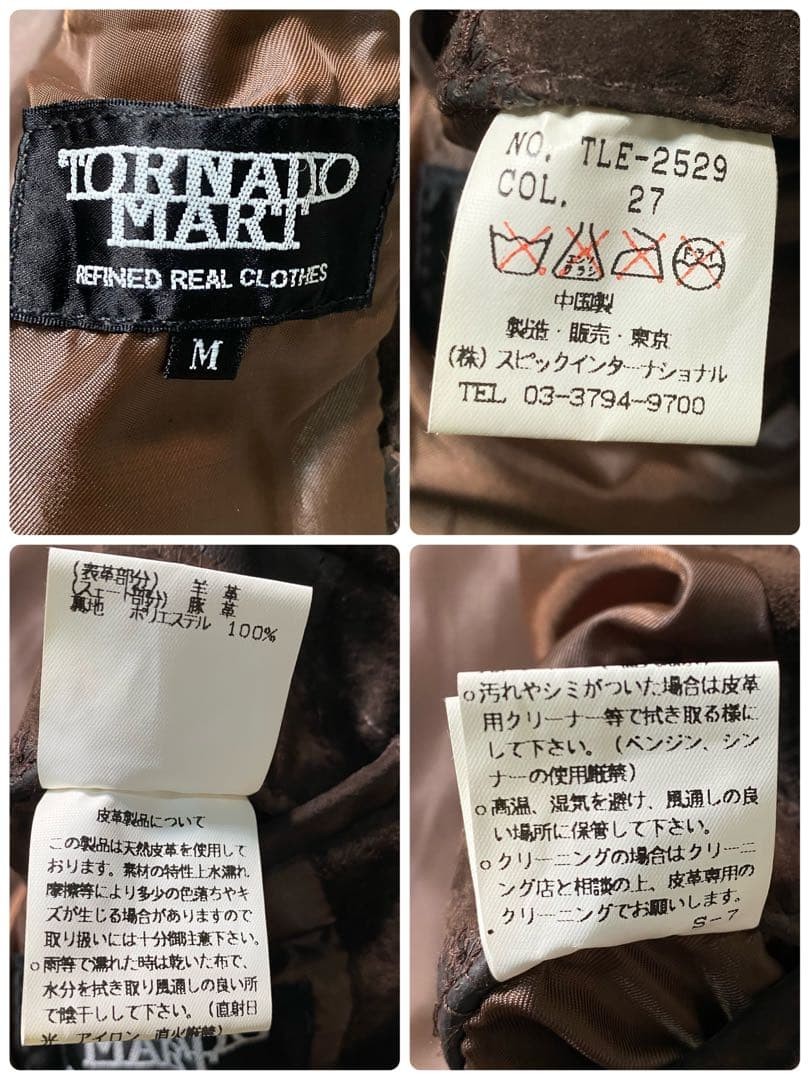 TORNADO
MART
REFINED REAL CLOTHES
M
NO. TLE-2529
COL. 27
エンソ
サラシ
ドライ
中国製
製造・販売・東京
(株)スピックインターナショナル
TEL 03-3794-9700
(表革部分) 羊 革
(スエード部分) 豚 革
裏地 ポリエステル 100%
皮革製品について
この製品は天然皮革を使用して
おります。素材の特性上水濡れ
摩擦等により多少の色落ちやキ
ズが生じる場合がありますので
取り扱いには十分御注意下さい。
○雨等で濡れた時は乾いた布で、
水分を拭き取り風通しの良い所
で陰干しして下さい。(直射日
光、アイロン、直火厳禁)
MART
○汚れやシミがついた場合は皮革
用クリーナー等で拭き取る様に
して下さい。(ベンジン、シン
ナーの使用厳禁)
○高温、湿気を避け、風通しの良
い場所に保管して下さい。
○クリーニングの場合はクリーニ
ング店と相談の上、皮革専用の
クリーニングでお願いします。
S-7